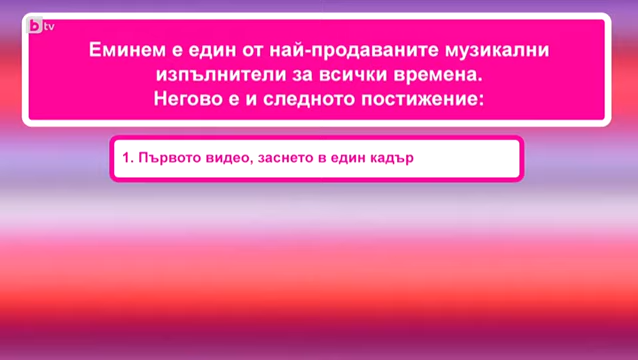 btv
Еминем е един от най-продаваните музикални
изпълнители за всички времена.
Негово е и следното постижение:
1. Първото видео, заснето в един кадър